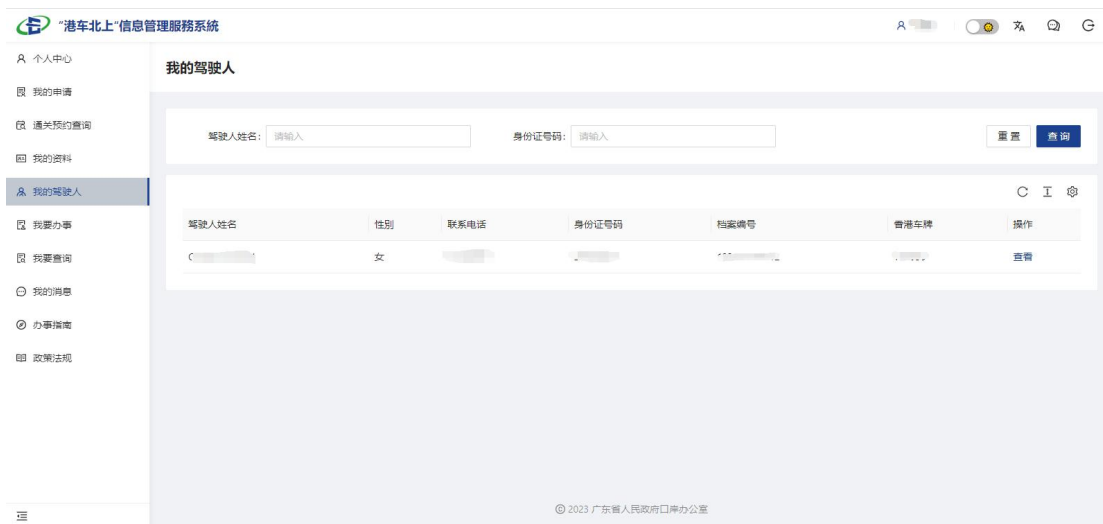 “港车北上”信息管理服務系統
个人中心
我的申请
通关预约查询
我的资料
我的驾驶人
我要办事
我要查询
我的消息
办事指南
政策法规
我的驾驶人
驾驶人姓名： 请输入 身份证号码： 请输入 重置 查询
驾驶人姓名 性别 联系电话 身份证号码 档案编号 香港车牌 操作
女 查看
© 2023 广东省人民政府口岸办公室